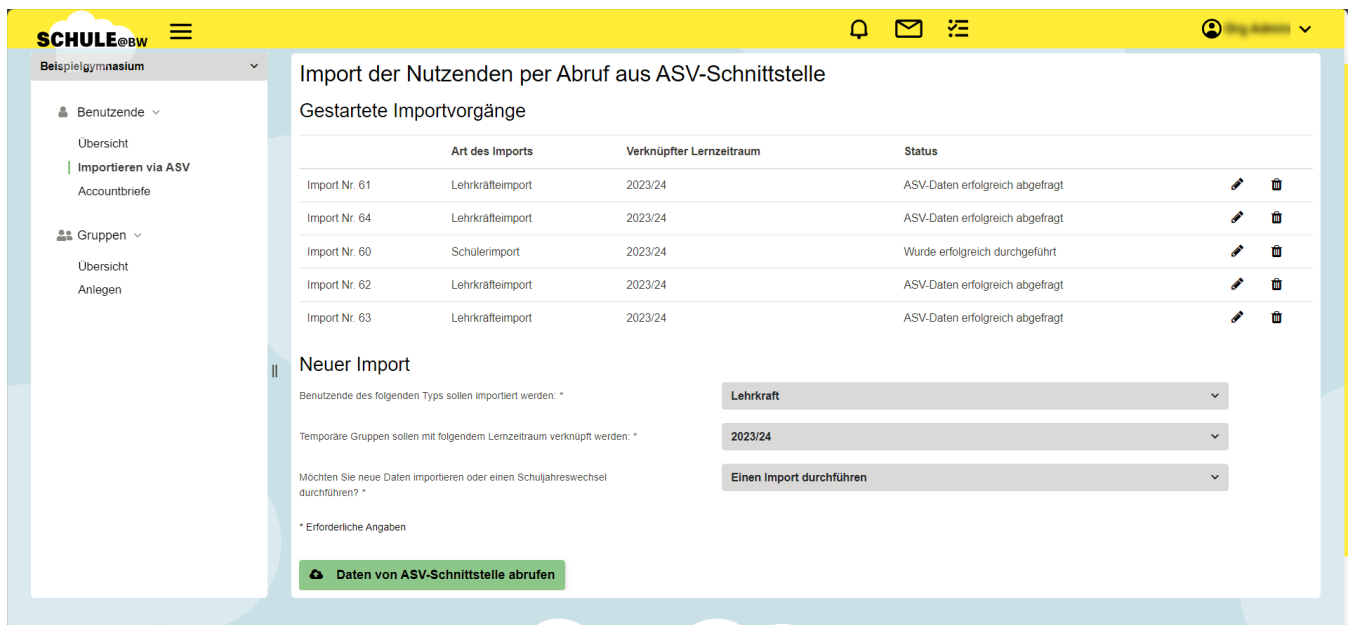 SCHULE@BW
Beispielgymnasium
Benutzende
Übersicht
Importieren via ASV
Accountbriefe
Gruppen
Übersicht
Anlegen
Import der Nutzenden per Abruf aus ASV-Schnittstelle
Gestartete Importvorgänge
Art des Imports Verknüpfter Lernzeitraum Status
Import Nr. 61 Lehrkräfteimport 2023/24 ASV-Daten erfolgreich abgefragt
Import Nr. 64 Lehrkräfteimport 2023/24 ASV-Daten erfolgreich abgefragt
Import Nr. 60 Schülerimport 2023/24 Wurde erfolgreich durchgeführt
Import Nr. 62 Lehrkräfteimport 2023/24 ASV-Daten erfolgreich abgefragt
Import Nr. 63 Lehrkräfteimport 2023/24 ASV-Daten erfolgreich abgefragt
Neuer Import
Benutzende des folgenden Typs sollen importiert werden: * Lehrkraft
Temporäre Gruppen sollen mit folgendem Lernzeitraum verknüpft werden: * 2023/24
Möchten Sie neue Daten importieren oder einen Schuljahreswechsel
durchführen? * Einen Import durchführen
* Erforderliche Angaben
Daten von ASV-Schnittstelle abrufen